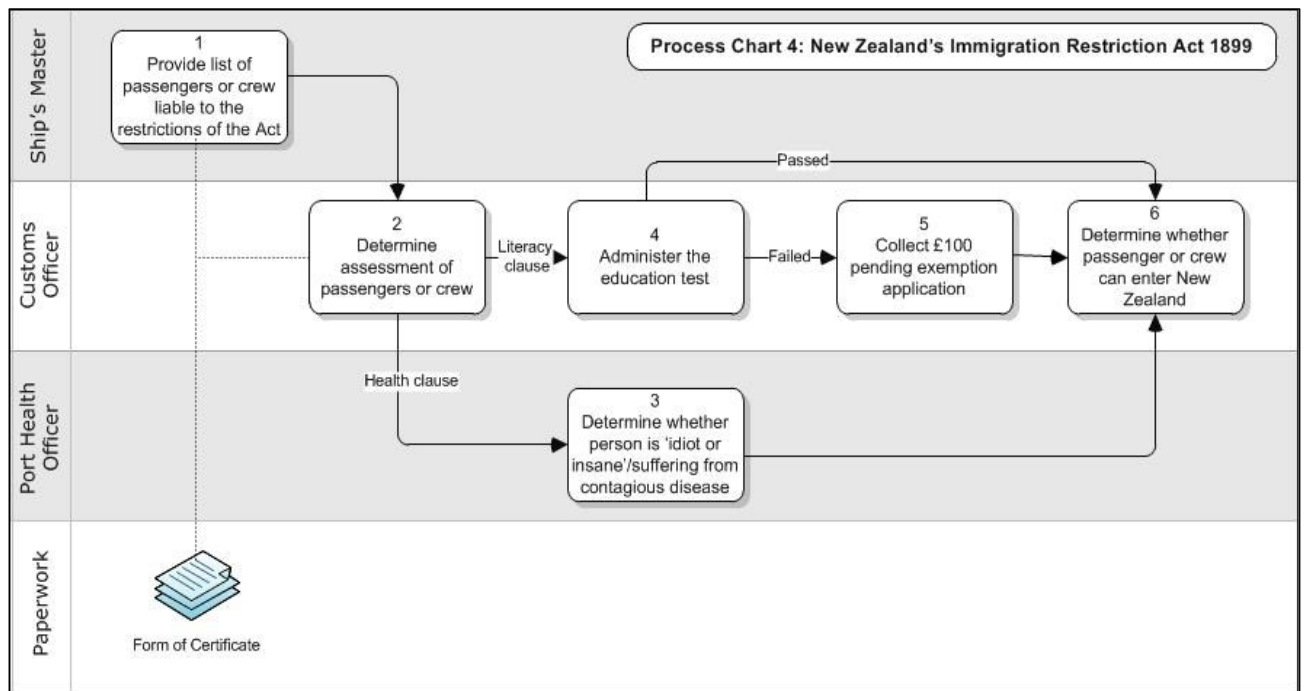 Process Chart 4: New Zealand's Immigration Restriction Act 1899
Ship's Master
1
Provide list of
passengers or crew
liable to the
restrictions of the Act
Passed
Customs
Officer
2
Determine
assessment of
passengers or crew
Literacy
clause
4
Administer the
education test
Failed
5
Collect £100
pending exemption
application
6
Determine whether
passenger or crew
can enter New
Zealand
Port Health
Officer
Health clause
3
Determine whether
person is 'idiot or
insane'/suffering from
contagious disease
Paperwork
Form of Certificate